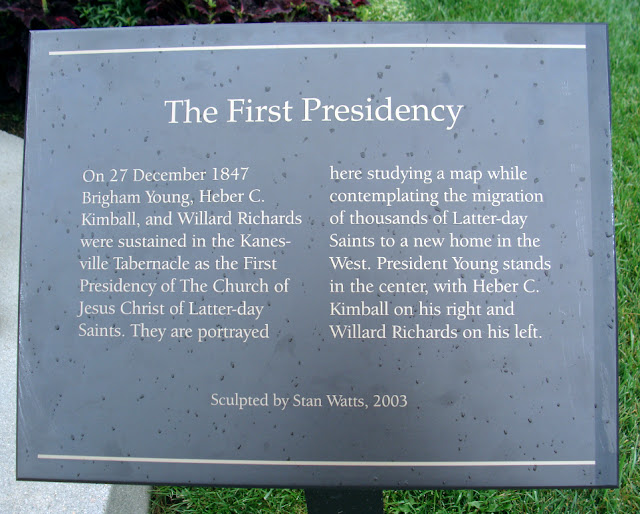 The First Presidency
On 27 December 1847
Brigham Young, Heber C.
Kimball, and Willard Richards
were sustained in the Kanes-
ville Tabernacle as the First
Presidency of The Church of
Jesus Christ of Latter-day
Saints. They are portrayed
here studying a map while
contemplating the migration
of thousands of Latter-day
Saints to a new home in the
West. President Young stands
in the center, with Heber C.
Kimball on his right and
Willard Richards on his left.
Sculpted by Stan Watts, 2003